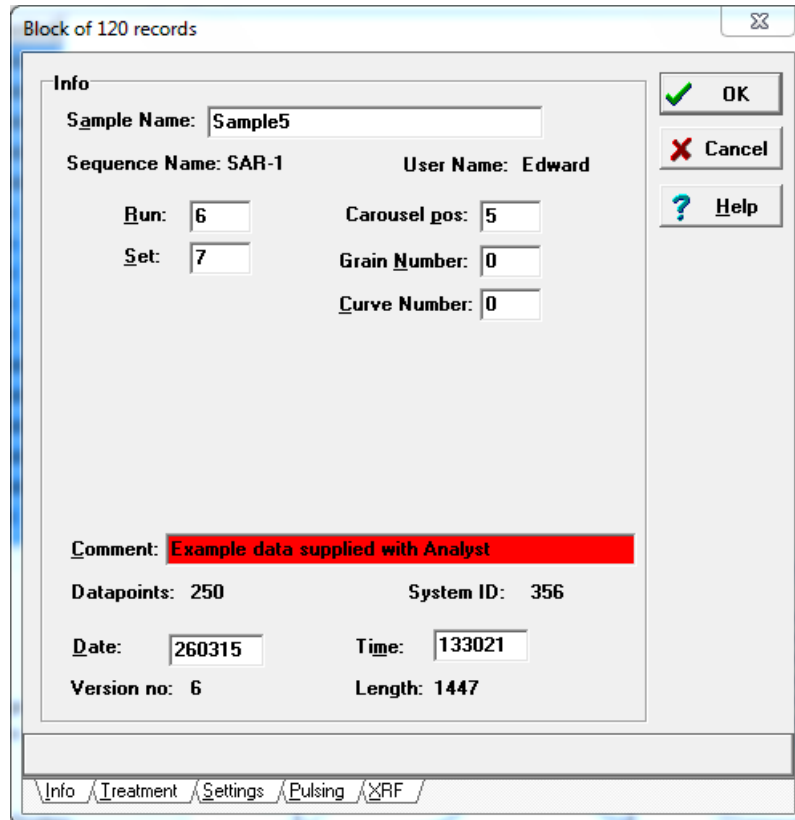 Block of 120 records
Info
Sample Name: Sample5
Sequence Name: SAR-1 User Name: Edward
Run: 6 Carousel pos: 5
Set: 7 Grain Number: 0
Curve Number: 0
Comment: Example data supplied with Analyst
Datapoints: 250 System ID: 356
Date: 260315 Time: 133021
Version no: 6 Length: 1447
OK
Cancel
? Help
Info Treatment Settings Pulsing XRF